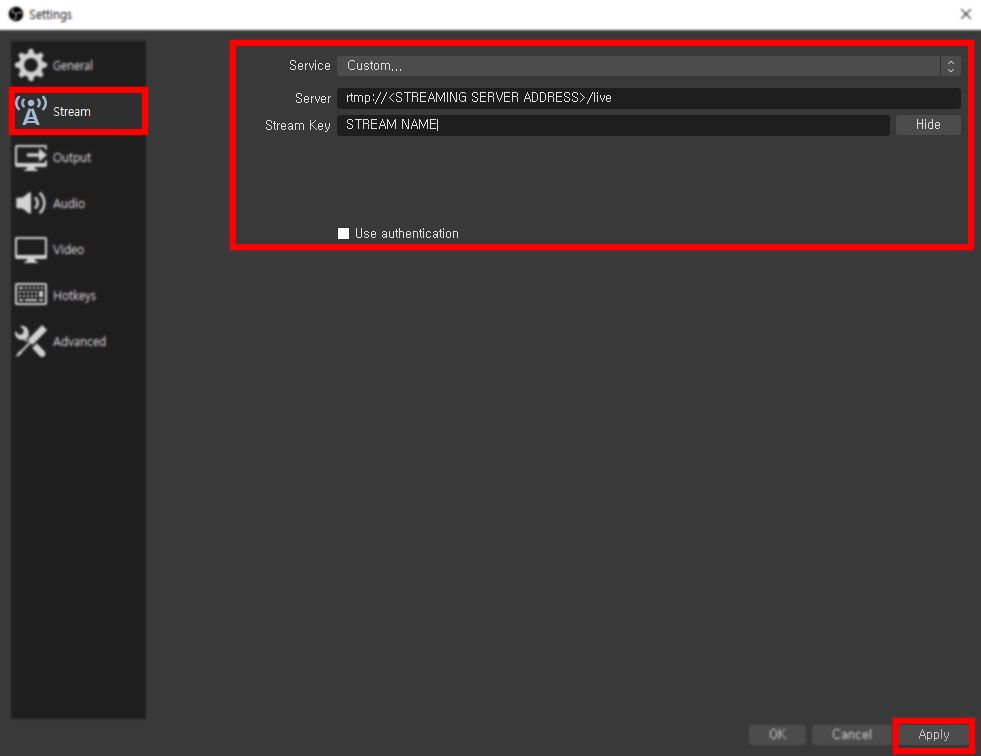 Settings
General
Stream
Output
Audio
Video
Hotkeys
Advanced
Service Custom...
Server rtmp://<STREAMING SERVER ADDRESS>/live
Stream Key STREAM NAME Hide
Use authentication
OK Cancel Apply